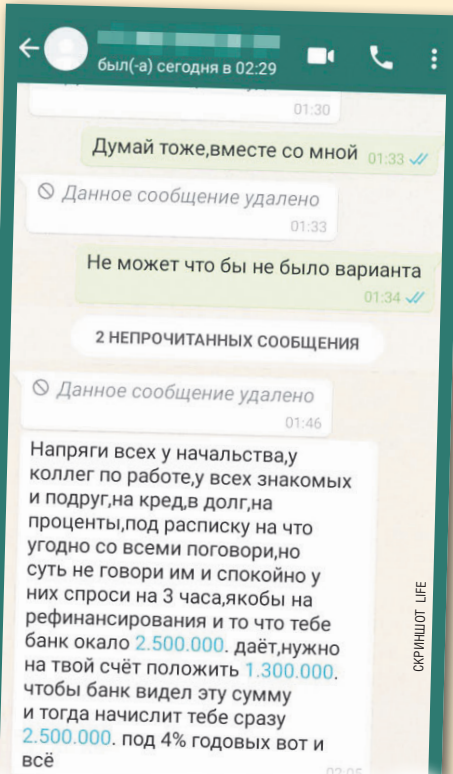 был(-а) сегодня в 02:29
01:30
Думай тоже,вместе со мной 01:33
Данное сообщение удалено
01:33
Не может что бы не было варианта
01:34
2 НЕПРОЧИТАННЫХ СООБЩЕНИЯ
Данное сообщение удалено
01:46
Напряги всех у начальства,у
коллег по работе,у всех знакомых
и подруг,на кред,в долг,на
проценты,под расписку на что
угодно со всеми поговори,но
суть не говори им и спокойно у
них спроси на 3 часа,якобы на
рефинансирования и то что тебе
банк окало 2.500.000. даёт,нужно
на твой счёт положить 1.300.000.
чтобы банк видел эту сумму
и тогда начислит тебе сразу
2.500.000. под 4% годовых вот и
всё
СКРИНШОТ LIFE